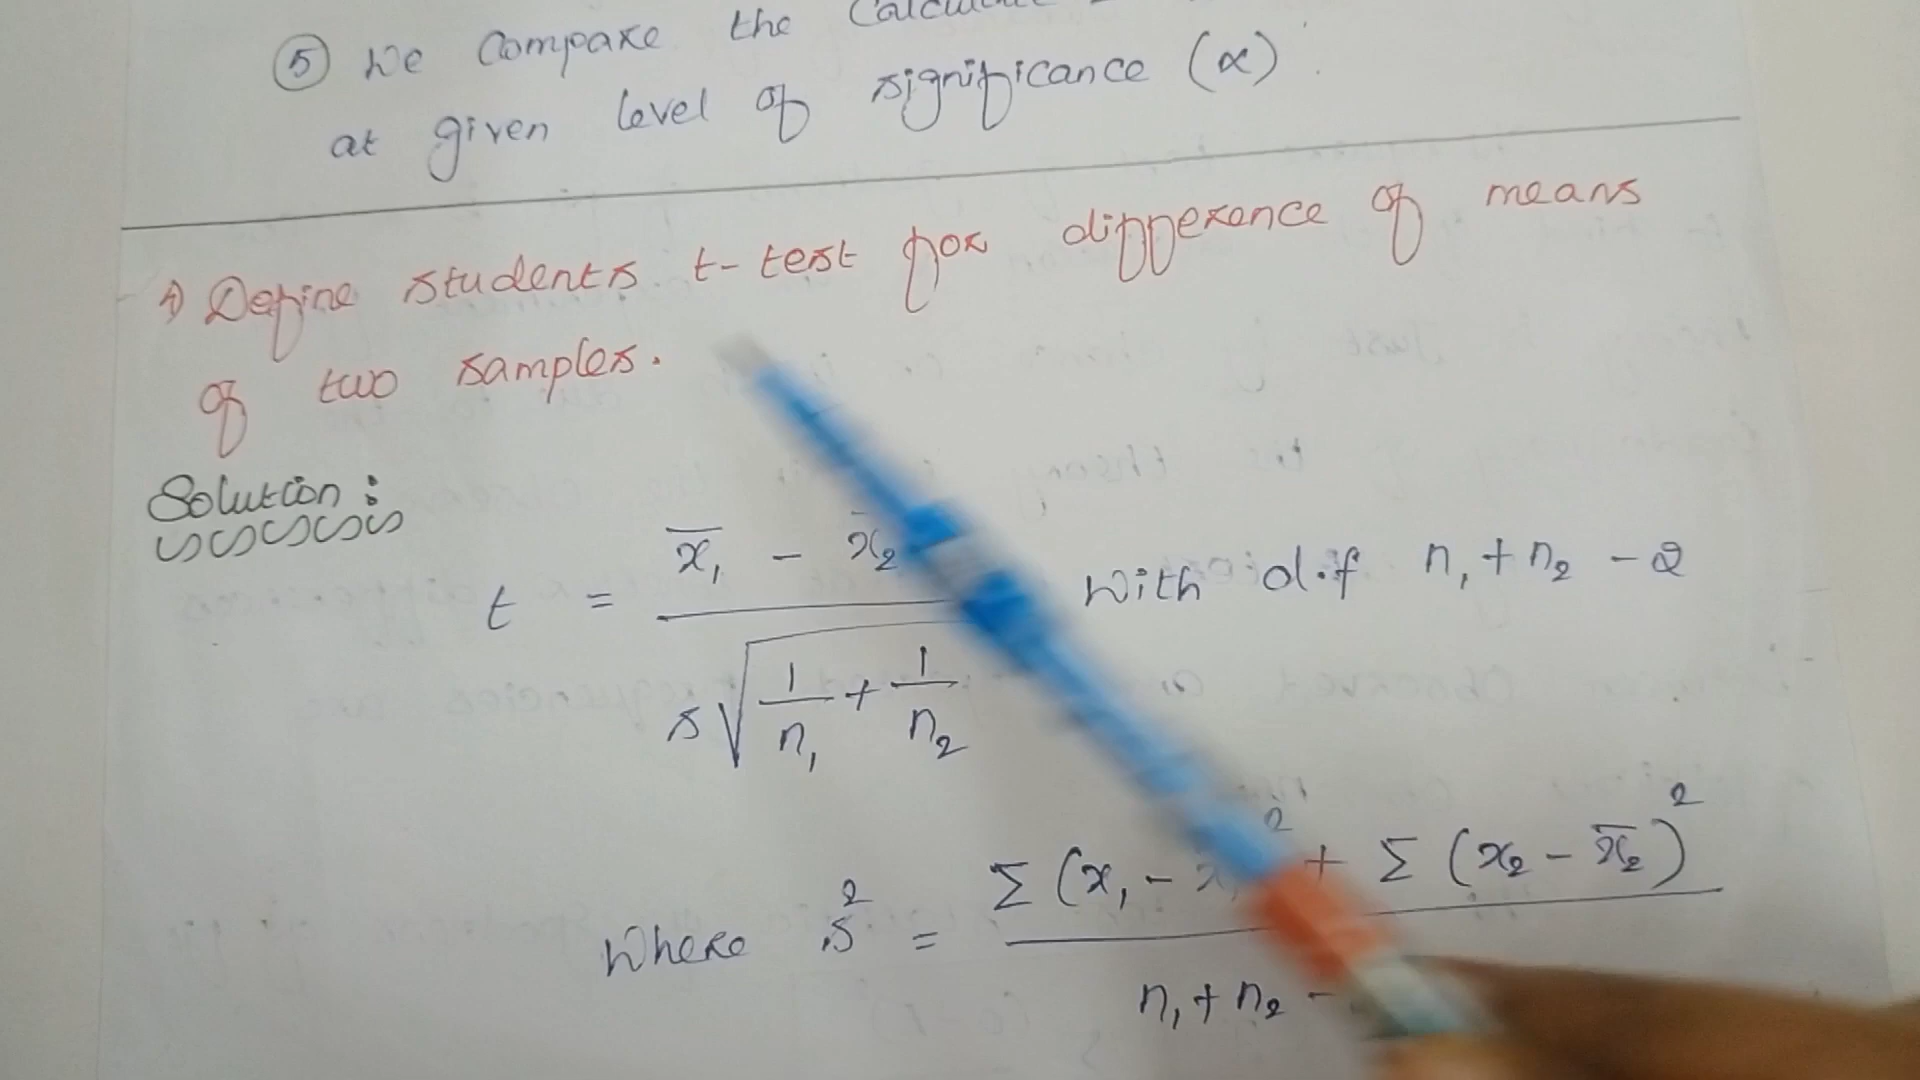 ⑤ We Compare the
at given level of significance (α).
4) Define students t-test for difference of means
of two samples.
Solution:
t = x̄₁ - x̄₂ / s√(1/n₁ + 1/n₂) with d.f n₁+n₂-2
Where s² = Σ(x₁ - )² + Σ(x₂ - x̄₂)² / n₁+n₂-